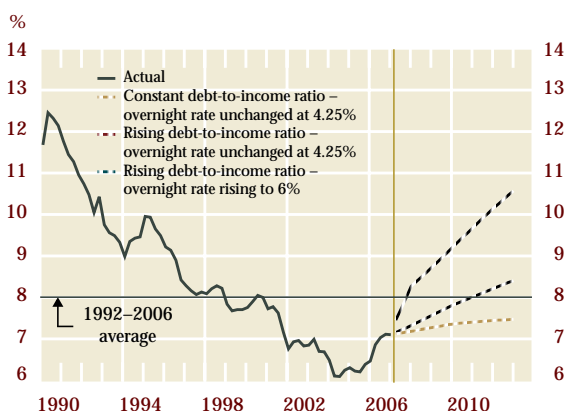 %
14 14
13 13
12 12
11 11
10 10
9 9
8 8
7 7
6 6
Actual
Constant debt-to-income ratio –
overnight rate unchanged at 4.25%
Rising debt-to-income ratio –
overnight rate unchanged at 4.25%
Rising debt-to-income ratio –
overnight rate rising to 6%
1992–2006
average
1990 1994 1998 2002 2006 2010